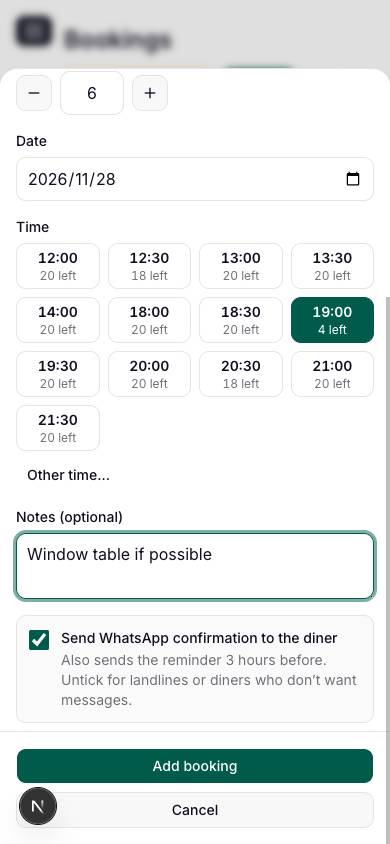 Bookings
− 6 +
Date
2026/11/28
Time
12:00 12:30 13:00 13:30
20 left 18 left 20 left 20 left
14:00 18:00 18:30 19:00
20 left 20 left 20 left 4 left
19:30 20:00 20:30 21:00
20 left 20 left 18 left 20 left
21:30
20 left
Other time...
Notes (optional)
Window table if possible
Send WhatsApp confirmation to the diner
Also sends the reminder 3 hours before.
Untick for landlines or diners who don’t want
messages.
Add booking
N
Cancel